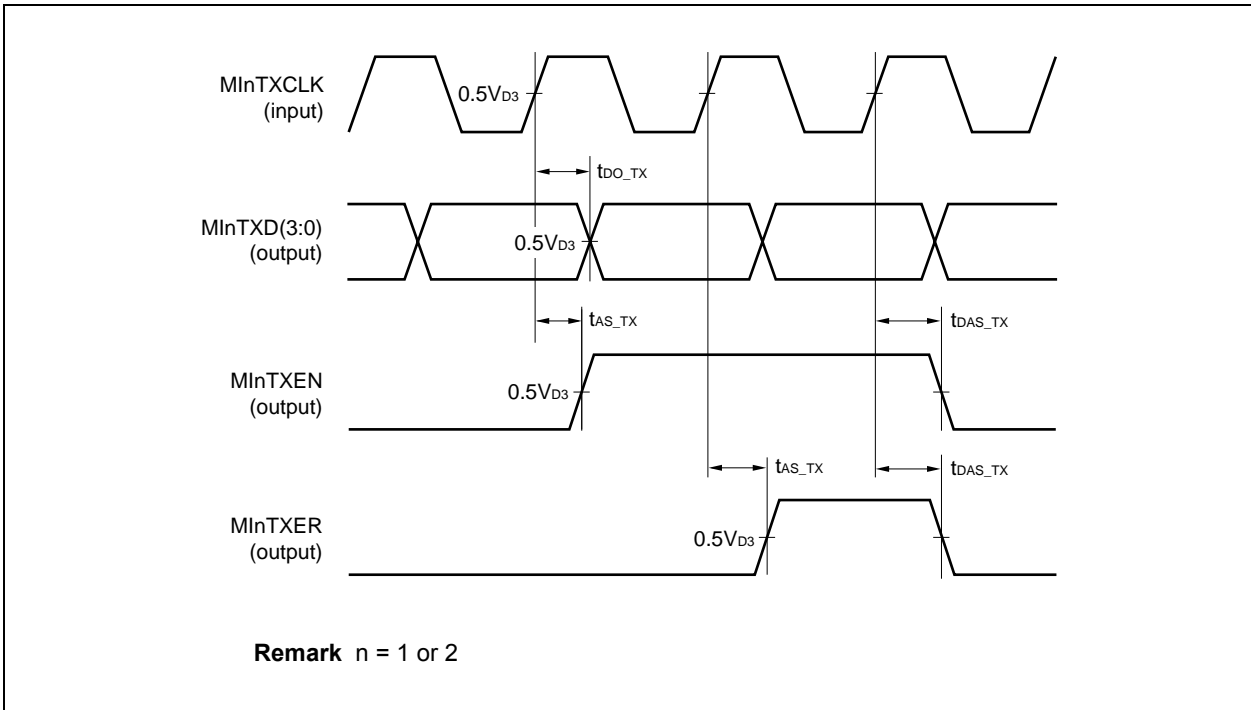 MInTXCLK
(input)
0.5VD3
tDO_TX
MInTXD(3:0)
(output)
0.5VD3
tAS_TX
tDAS_TX
MInTXEN
(output)
0.5VD3
tAS_TX
tDAS_TX
MInTXER
(output)
0.5VD3
Remark n = 1 or 2